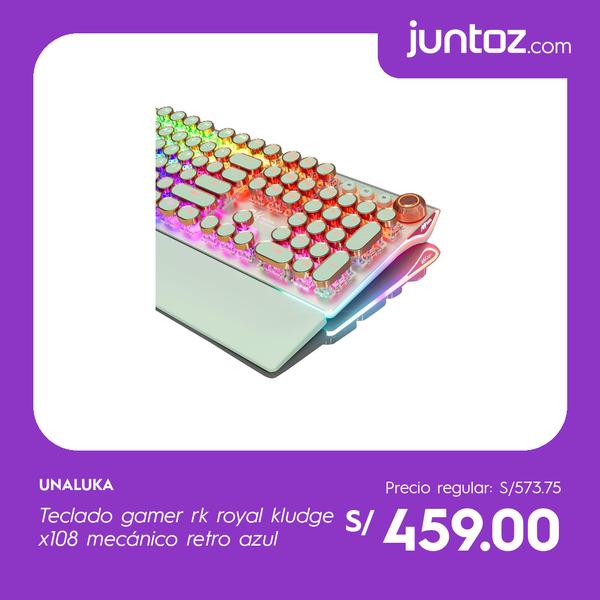 juntoz.com
UNALUKA
Teclado gamer rk royal kludge
x108 mecánico retro azul
Precio regular: S/573.75
S/ 459.00